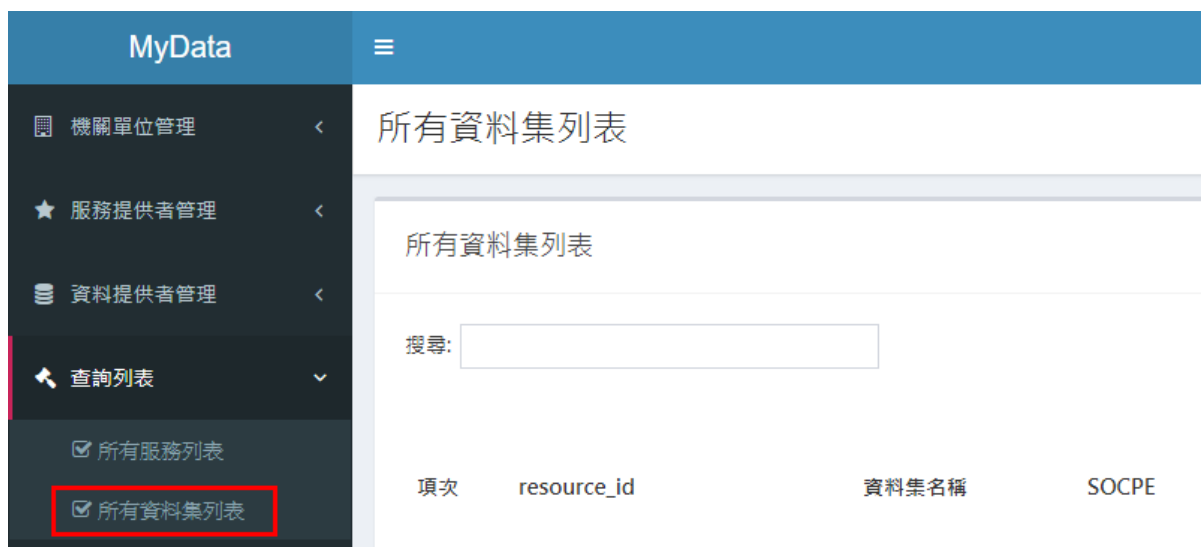 MyData
機關單位管理
所有資料集列表
服務提供者管理
所有資料集列表
資料提供者管理
搜尋:
查詢列表
所有服務列表
項次 resource_id 資料集名稱 SOCPE
所有資料集列表